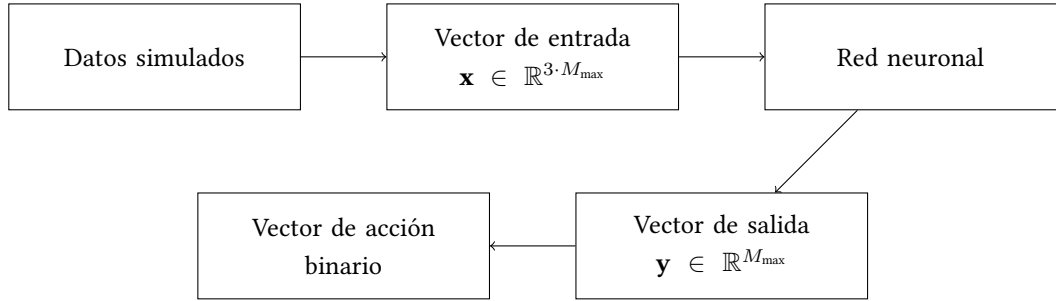 Datos simulados
Vector de entrada
𝐱 ∈ ℝ^{3·M_max}
Red neuronal
Vector de acción
binario
Vector de salida
𝐲 ∈ ℝ^{M_max}